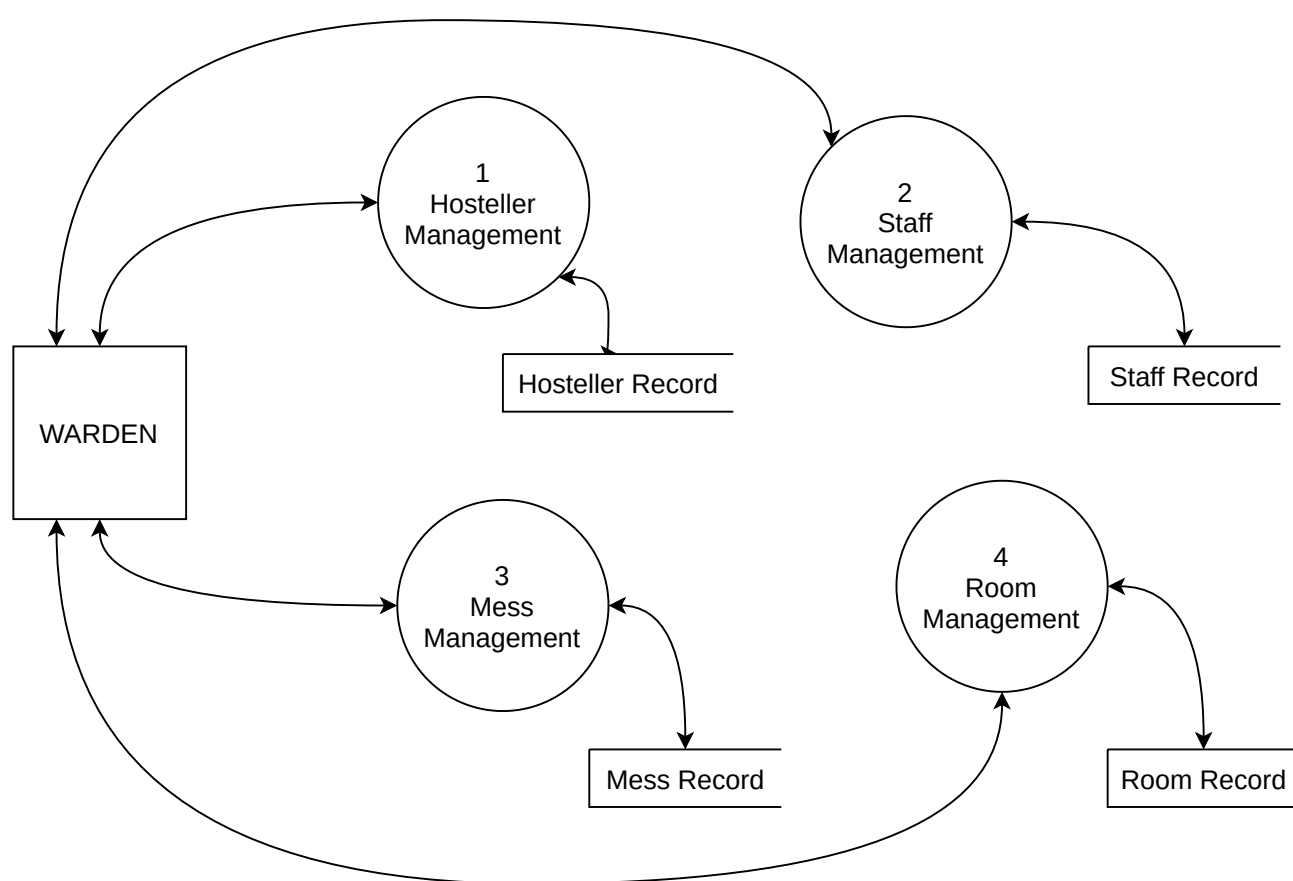 1
Hosteller
Management
2
Staff
Management
Hosteller Record
Staff Record
WARDEN
3
Mess
Management
4
Room
Management
Mess Record
Room Record